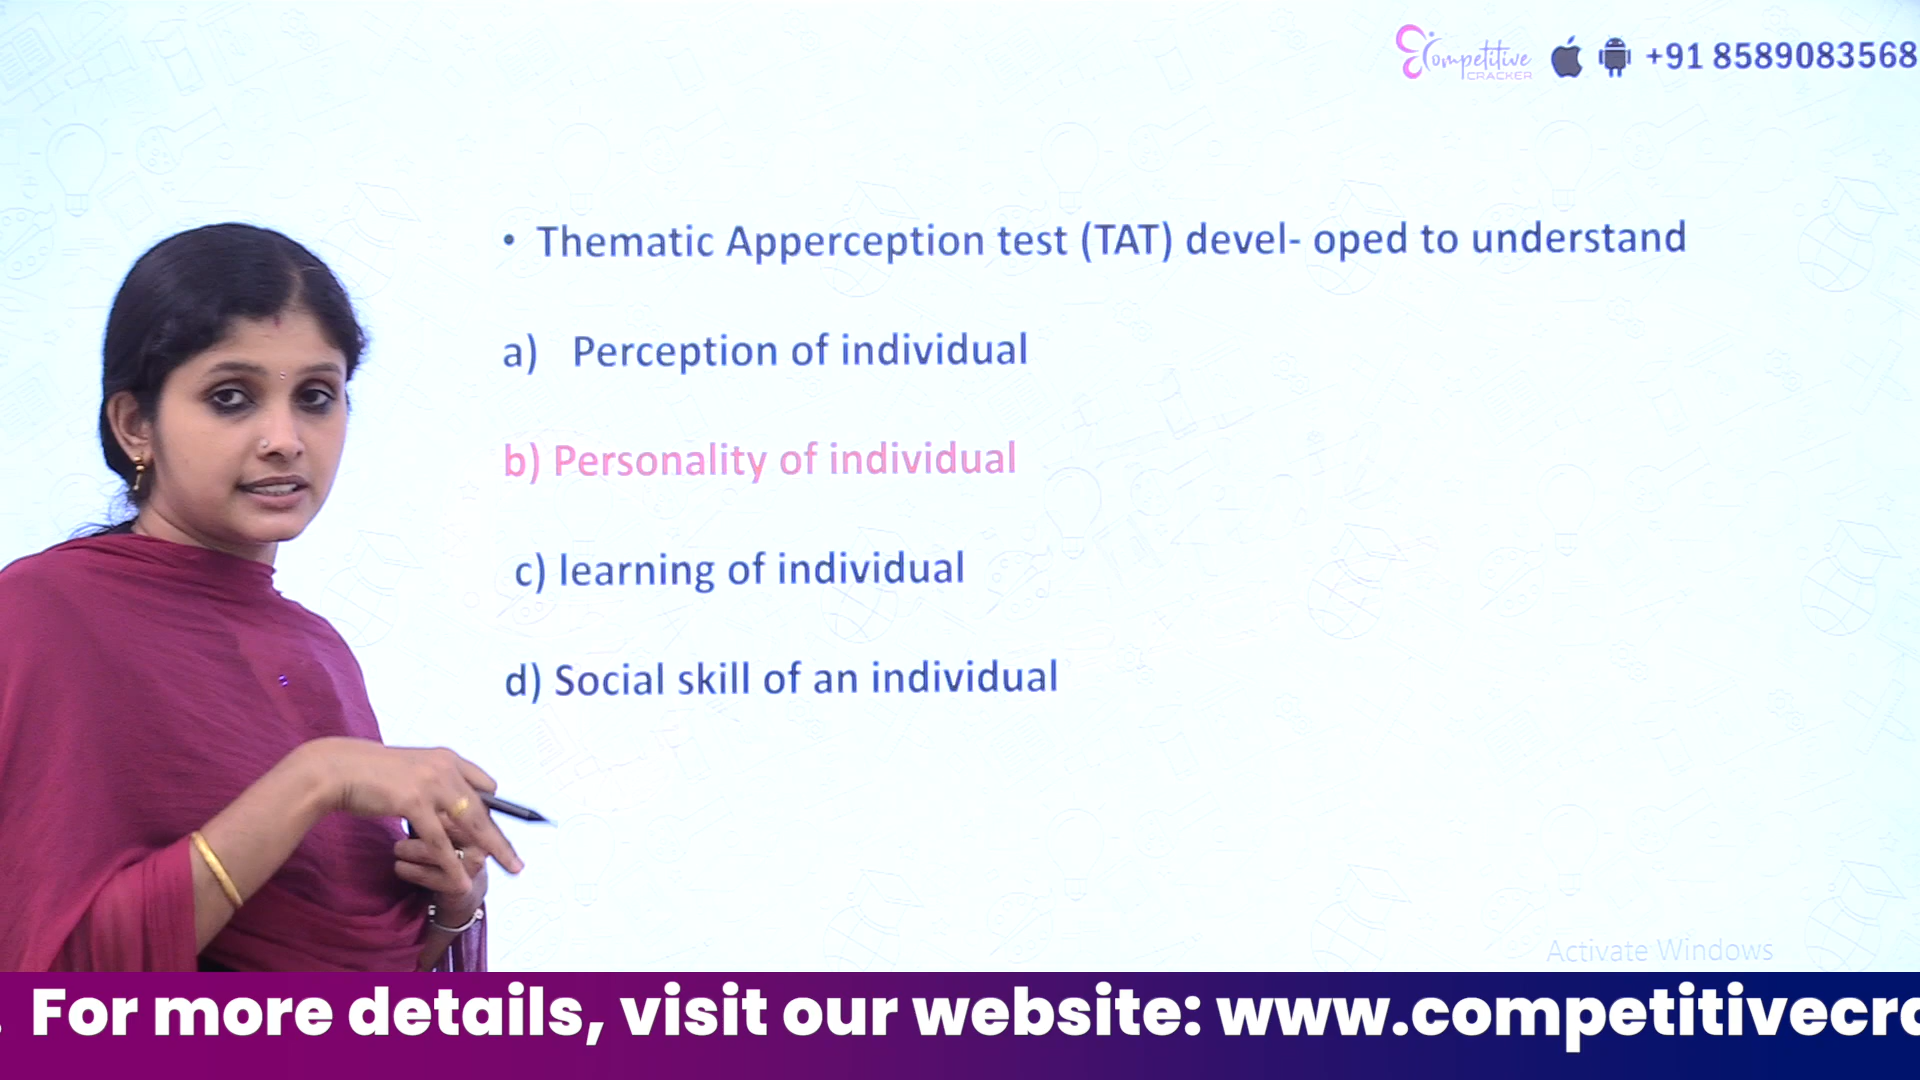 Competitive
CRACKER
+91 8589083568
• Thematic Apperception test (TAT) devel- oped to understand
a) Perception of individual
b) Personality of individual
c) learning of individual
d) Social skill of an individual
Activate Windows
. For more details, visit our website: www.competitivecra